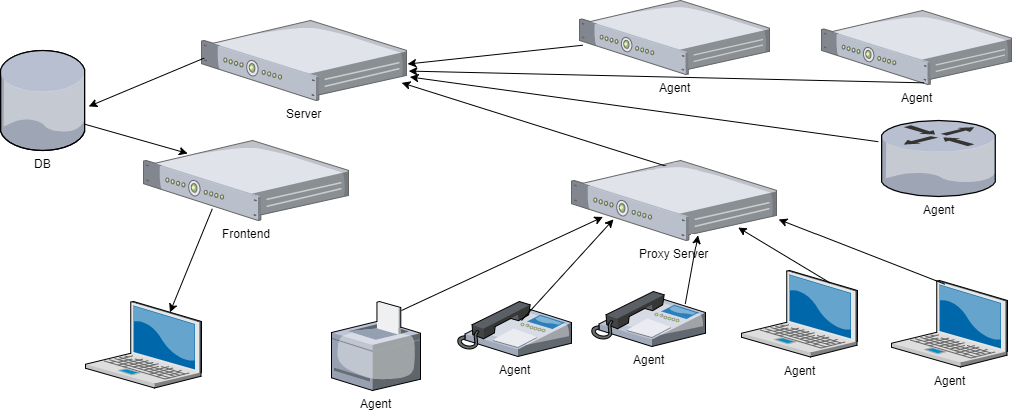 Agent
Agent
Server
DB
Agent
Frontend
Proxy Server
Agent
Agent
Agent
Agent
Agent